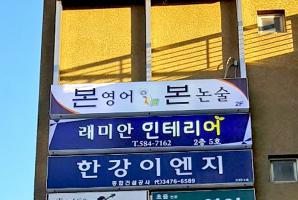 본영어 본논술 2F
래미안 인테리어
T.584-7162 2층 5호
한강이엔지
종합건설공사 3476-6589